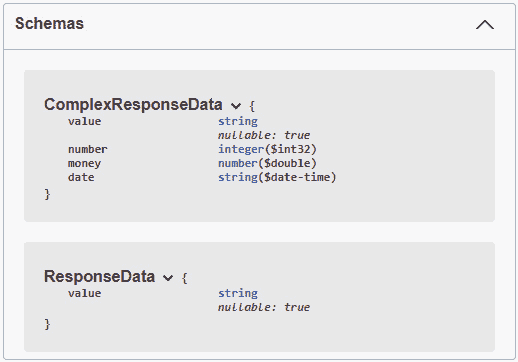 Schemas
ComplexResponseData {
value string
nullable: true
number integer($int32)
money number($double)
date string($date-time)
}
ResponseData {
value string
nullable: true
}